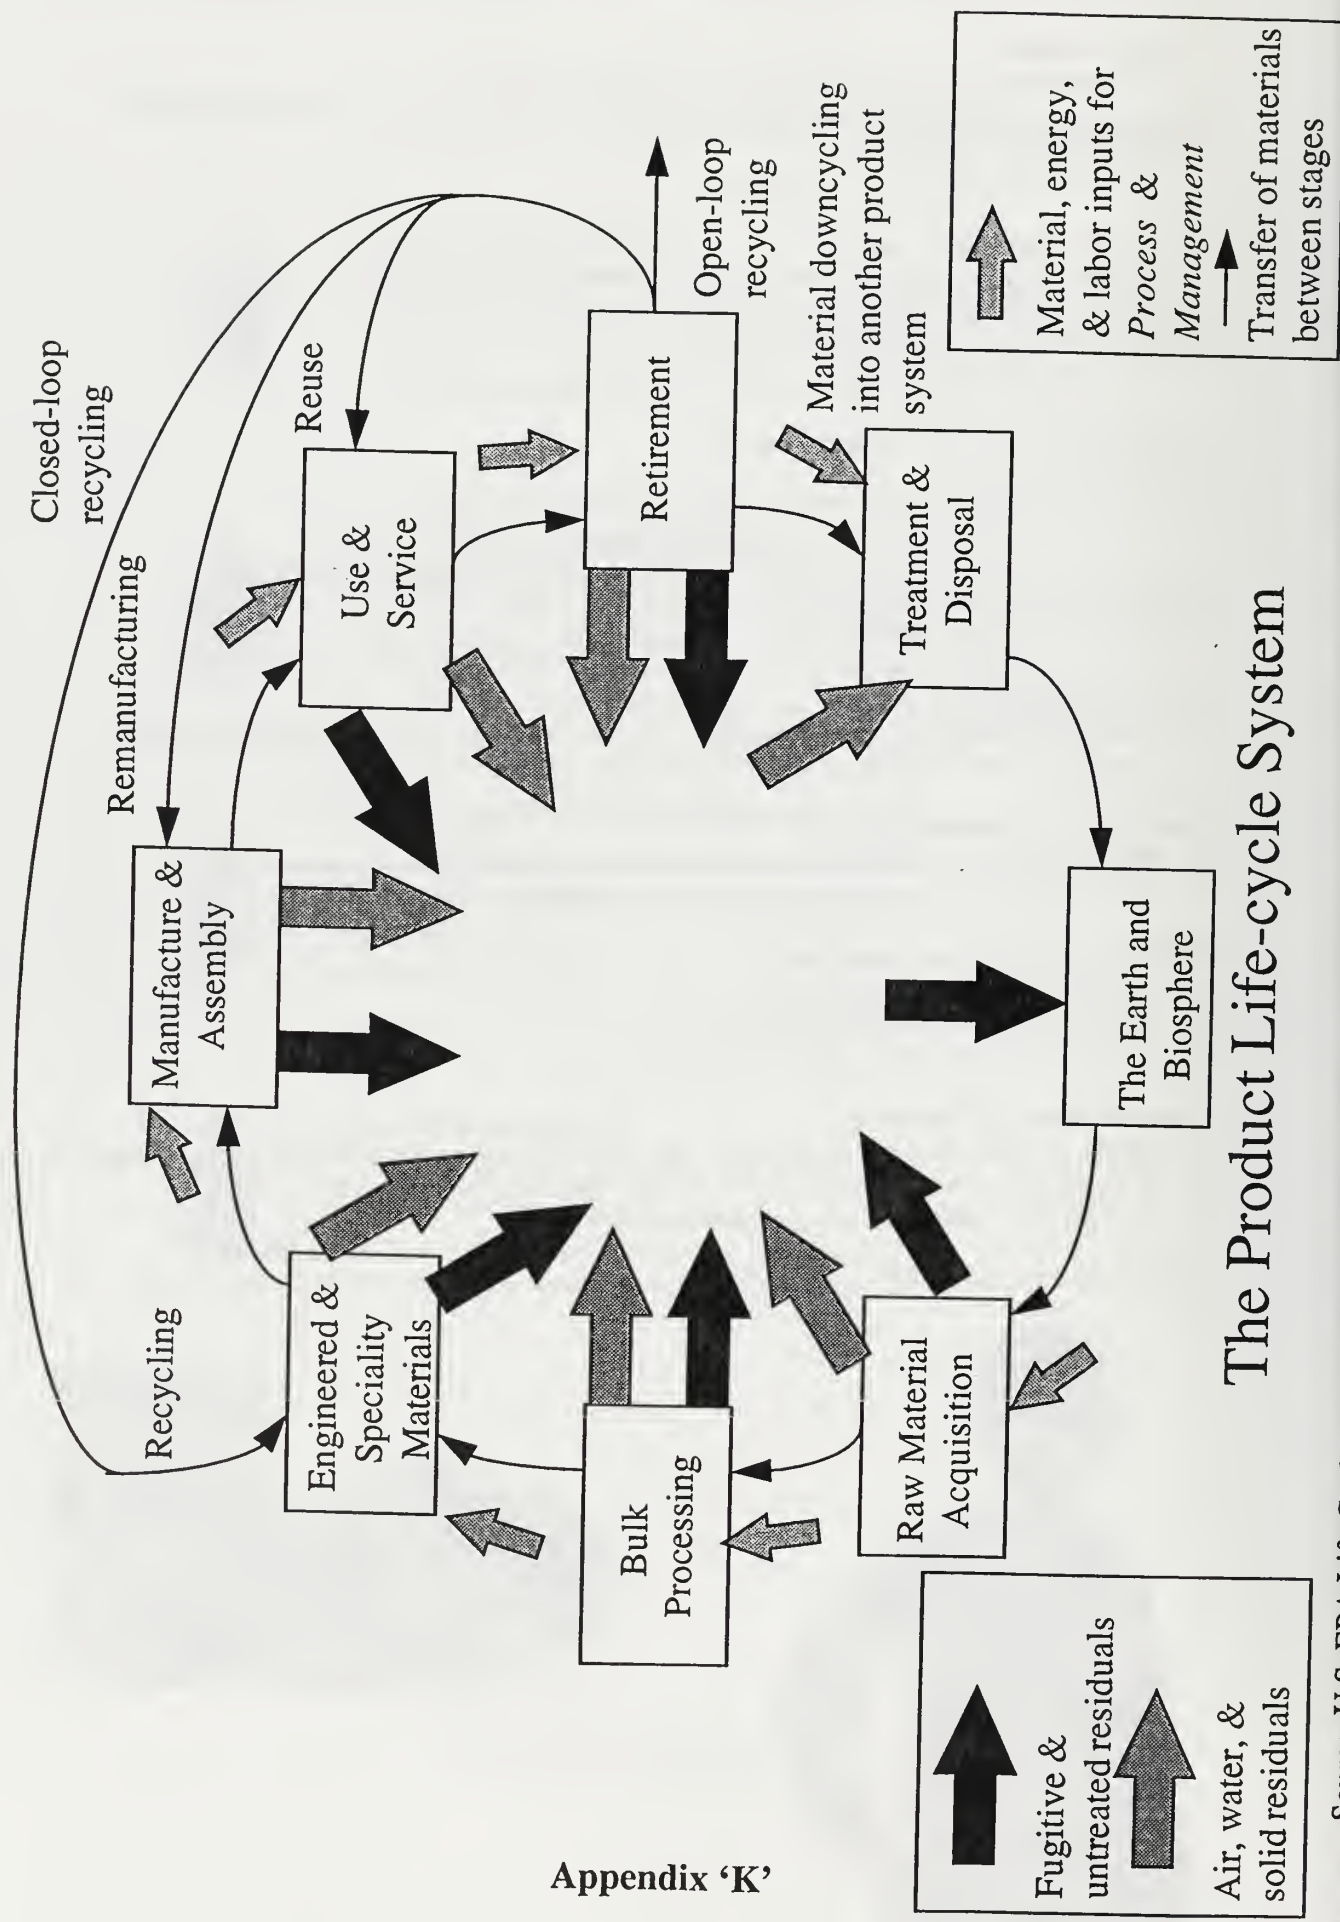 Closed-loop
recycling
Remanufacturing
Reuse
Recycling
Manufacture &
Assembly
Use &
Service
Engineered &
Speciality
Materials
Retirement
Open-loop
recycling
Material downcycling
into another product
system
Bulk
Processing
Treatment &
Disposal
Raw Material
Acquisition
The Earth and
Biosphere
Fugitive &
untreated residuals
Air, water, &
solid residuals
Material, energy,
& labor inputs for
Process &
Management
Transfer of materials
between stages
The Product Life-cycle System
Appendix ‘K’